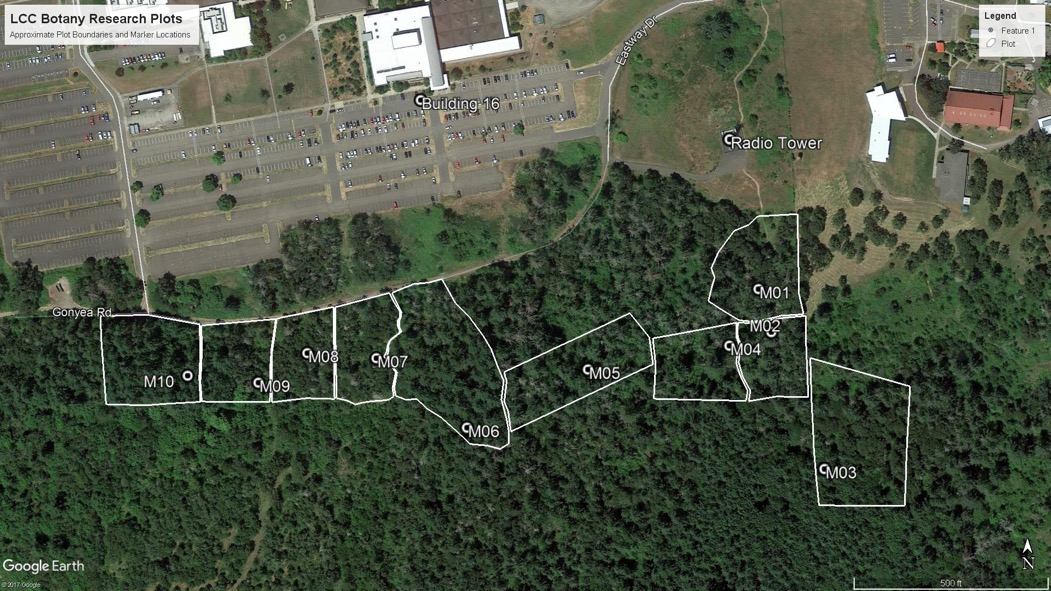 LCC Botany Research Plots
Approximate Plot Boundaries and Marker Locations
Legend
Feature 1
Plot
Eastway Dr
Building 16
Radio Tower
M01
Gonyea Rd
M02
M04
M08
M07
M05
M10
M09
M06
M03
Google Earth
© 2017 Google
N
500 ft